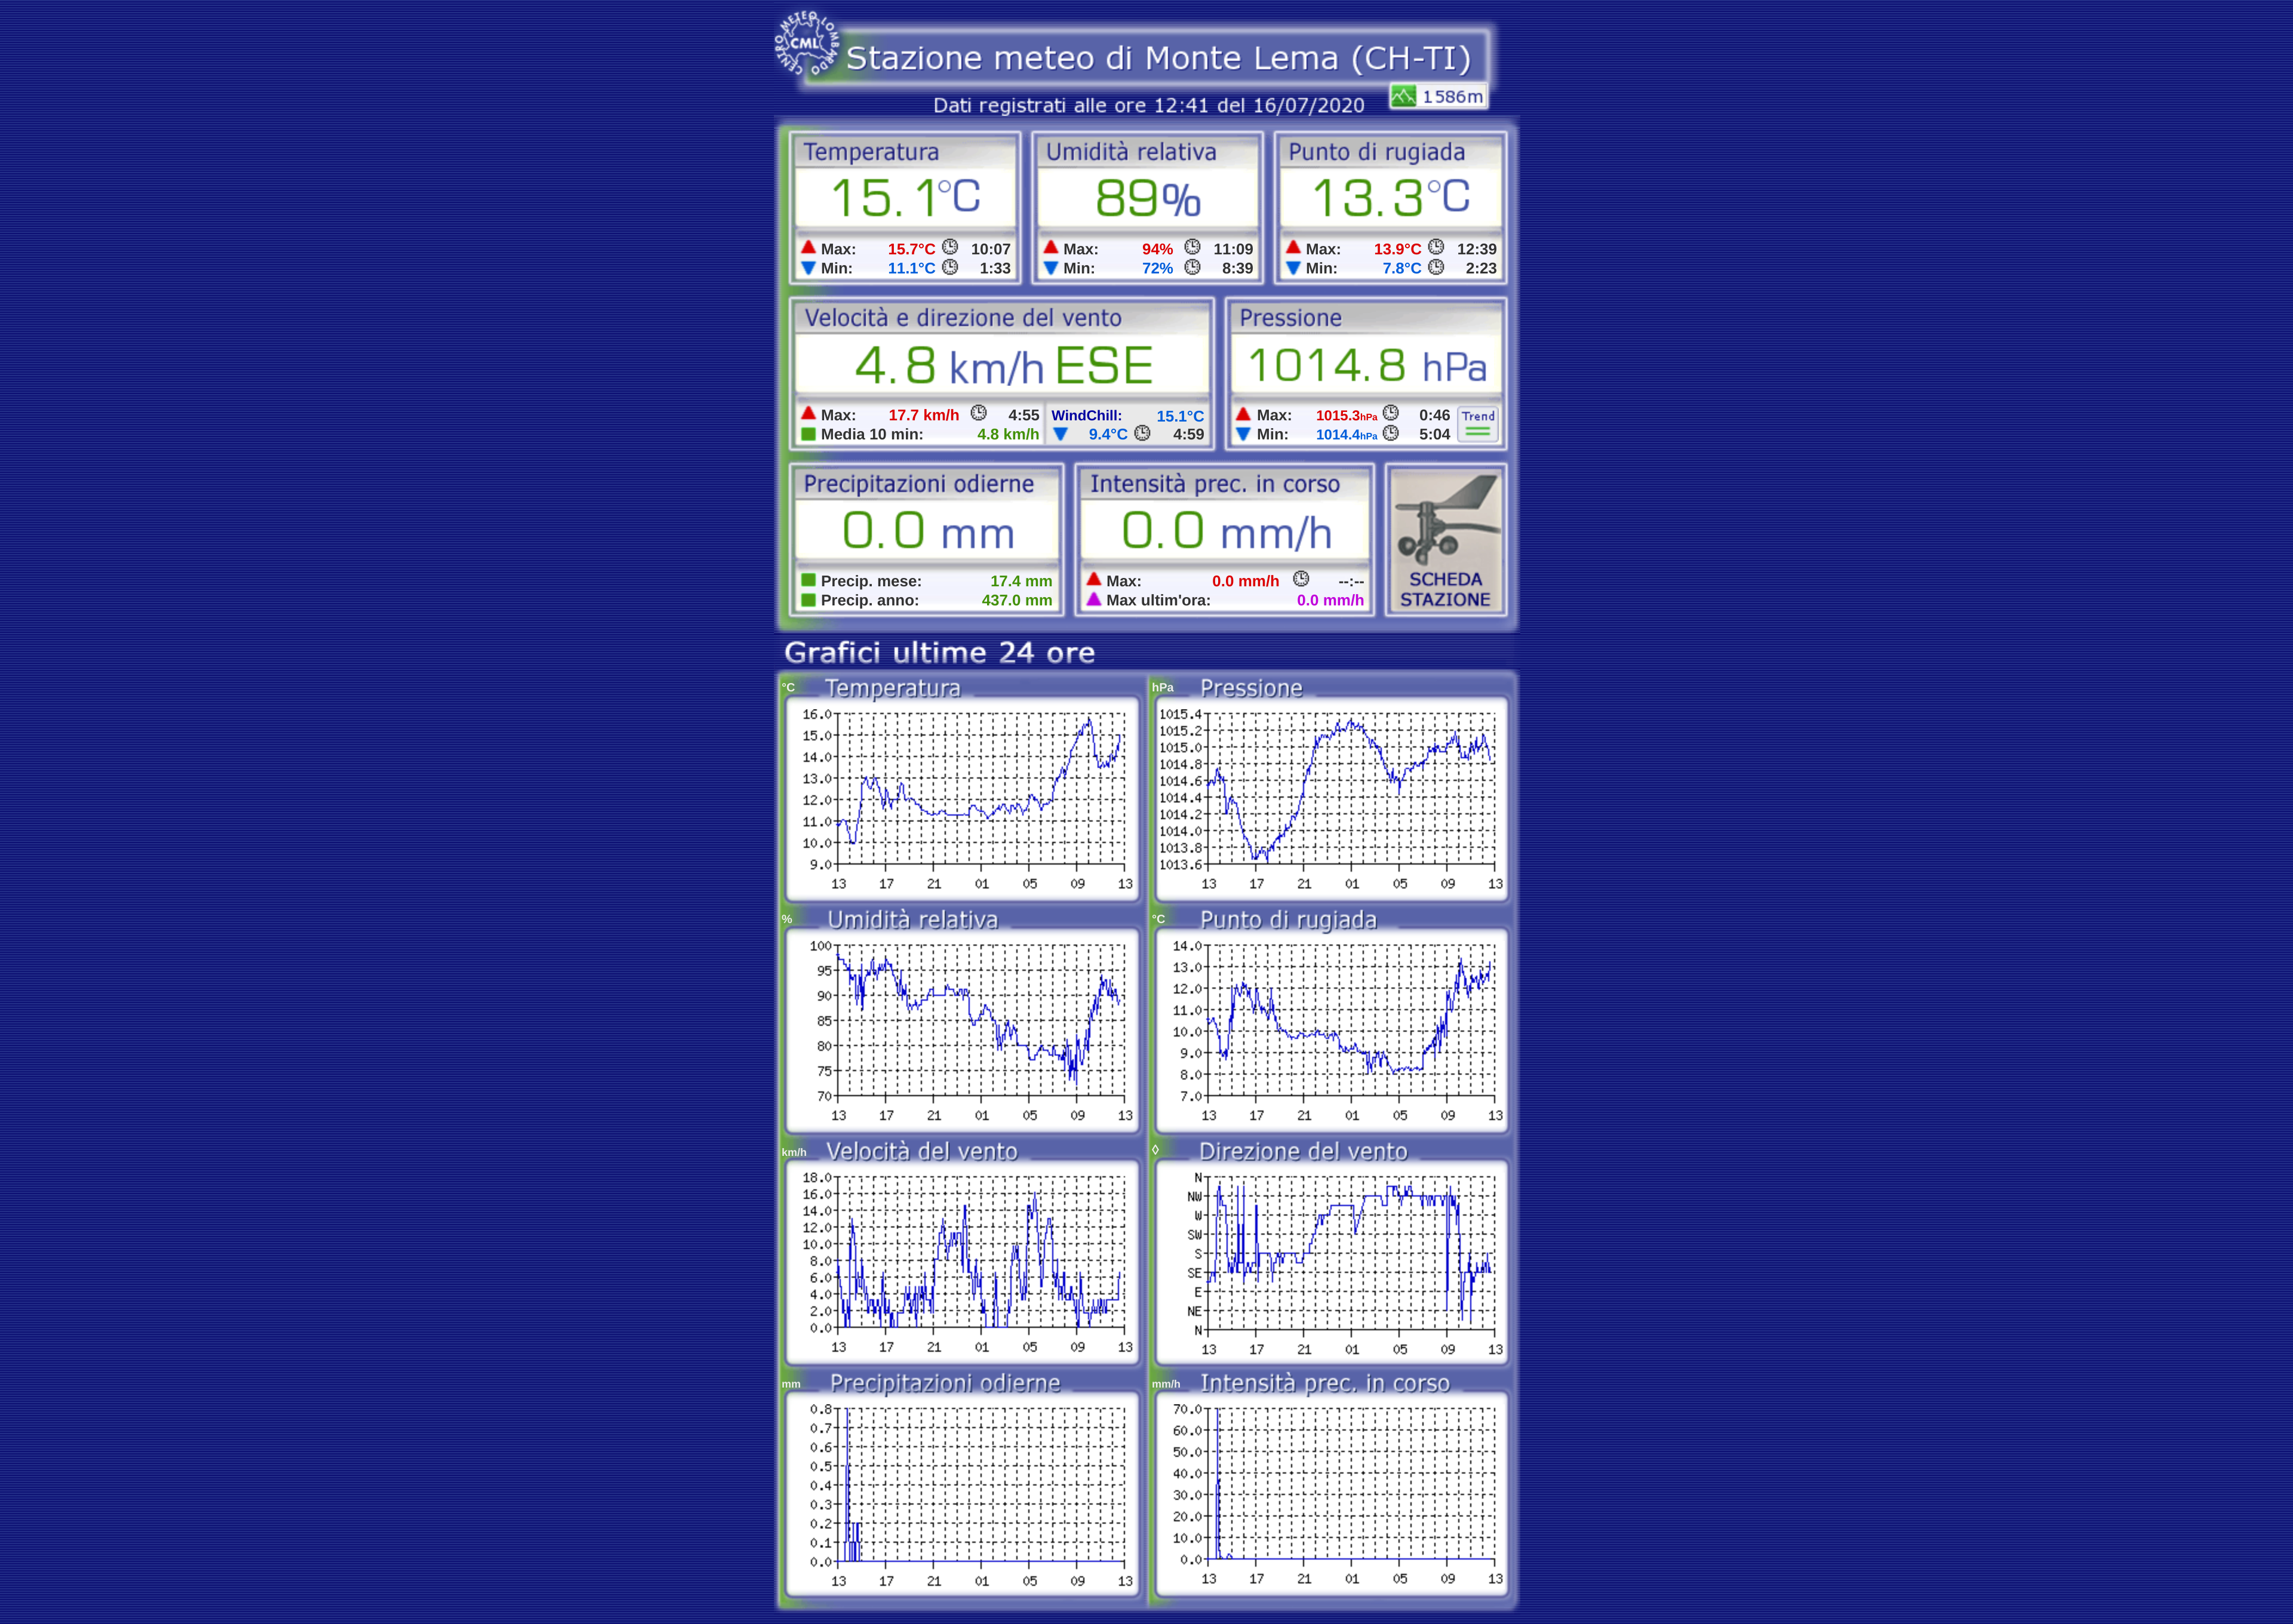 CENTRO METEO LOMBARDO
CML
Stazione meteo di Monte Lema (CH-TI)
1586m
Dati registrati alle ore 12:41 del 16/07/2020
Temperatura
15.1°C
Max: 15.7°C 10:07
Min: 11.1°C 1:33
Umidità relativa
89%
Max: 94% 11:09
Min: 72% 8:39
Punto di rugiada
13.3°C
Max: 13.9°C 12:39
Min: 7.8°C 2:23
Velocità e direzione del vento
4.8 km/h ESE
Max: 17.7 km/h 4:55
Media 10 min: 4.8 km/h
WindChill: 15.1°C
9.4°C 4:59
Pressione
1014.8 hPa
Max: 1015.3hPa 0:46
Min: 1014.4hPa 5:04
Trend
Precipitazioni odierne
0.0 mm
Precip. mese: 17.4 mm
Precip. anno: 437.0 mm
Intensità prec. in corso
0.0 mm/h
Max: 0.0 mm/h --:--
Max ultim'ora: 0.0 mm/h
SCHEDA
STAZIONE
Grafici ultime 24 ore
°C Temperatura
16.0
15.0
14.0
13.0
12.0
11.0
10.0
9.0
13 17 21 01 05 09 13
hPa Pressione
1015.4
1015.2
1015.0
1014.8
1014.6
1014.4
1014.2
1014.0
1013.8
1013.6
13 17 21 01 05 09 13
% Umidità relativa
100
95
90
85
80
75
70
13 17 21 01 05 09 13
°C Punto di rugiada
14.0
13.0
12.0
11.0
10.0
9.0
8.0
7.0
13 17 21 01 05 09 13
km/h Velocità del vento
18.0
16.0
14.0
12.0
10.0
8.0
6.0
4.0
2.0
0.0
13 17 21 01 05 09 13
◊ Direzione del vento
N
NW
W
SW
S
SE
E
NE
N
13 17 21 01 05 09 13
mm Precipitazioni odierne
0.8
0.7
0.6
0.5
0.4
0.3
0.2
0.1
0.0
13 17 21 01 05 09 13
mm/h Intensità prec. in corso
70.0
60.0
50.0
40.0
30.0
20.0
10.0
0.0
13 17 21 01 05 09 13